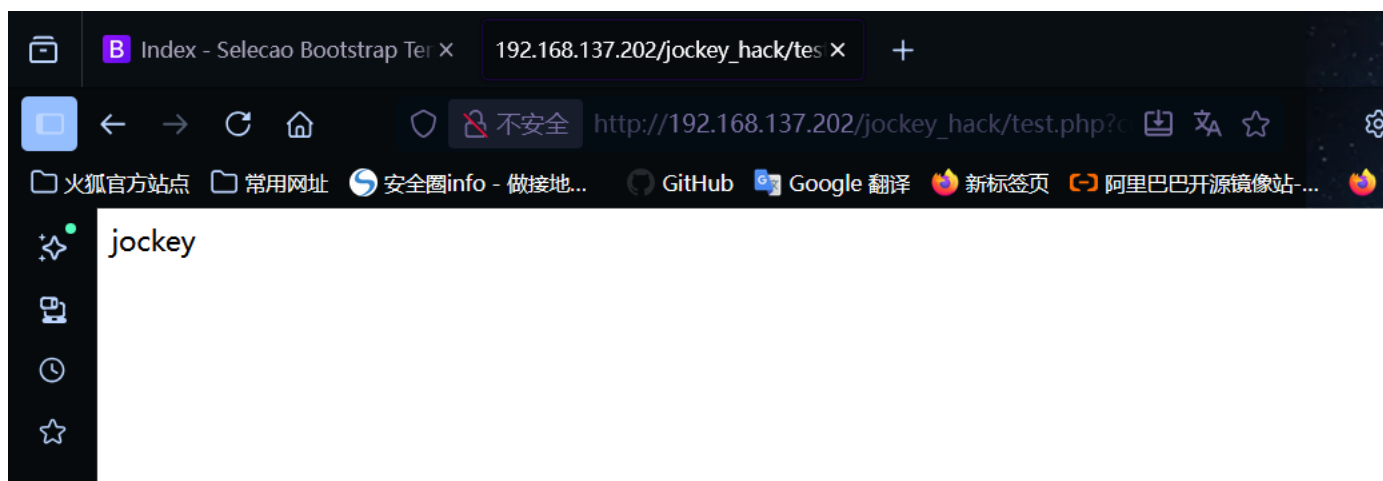 B Index - Selecao Bootstrap Ter
192.168.137.202/jockey_hack/tes
不安全 http://192.168.137.202/jockey_hack/test.php?c
火狐官方站点 常用网址 安全圈info - 做接地... GitHub Google 翻译 新标签页 阿里巴巴开源镜像站-...
jockey